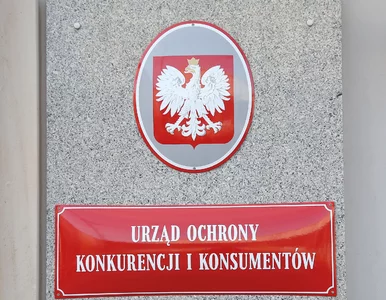 URZĄD OCHRONY
KONKURENCJI I KONSUMENTÓW